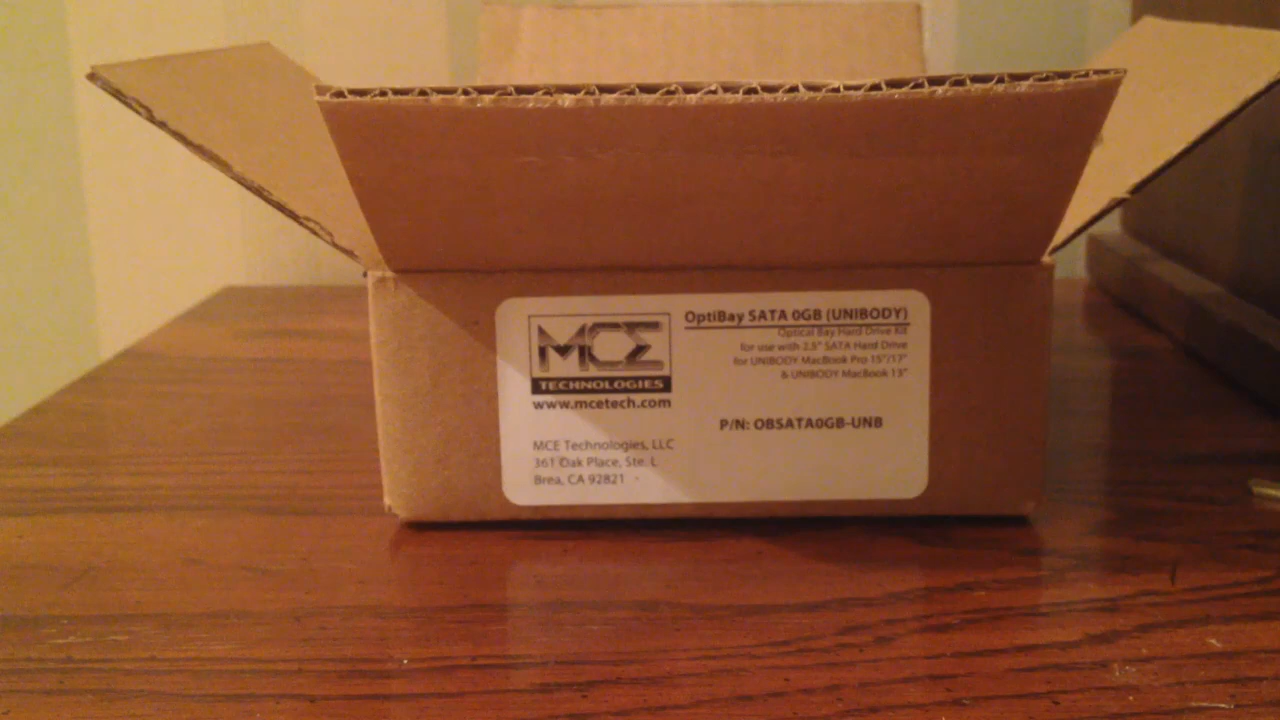 MCE
TECHNOLOGIES
www.mcetech.com
MCE Technologies, LLC
361 Oak Place, Ste. L
Brea, CA 92821
OptiBay SATA 0GB (UNIBODY)
Optical Bay Hard Drive Kit
for use with 2.5" SATA Hard Drive
for UNIBODY MacBook Pro 15"/17"
& UNIBODY MacBook 13"
P/N: OBSATA0GB-UNB